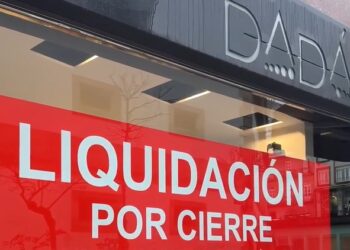 DADÁ
LIQUIDACIÓN
POR CIERRE